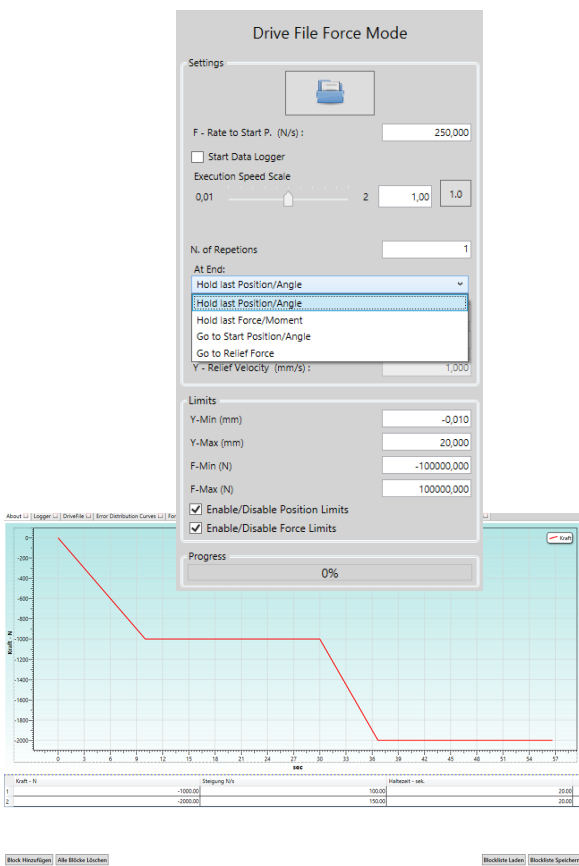 Drive File Force Mode
Settings
F - Rate to Start P. (N/s) : 250,000
Start Data Logger
Execution Speed Scale
0,01 2 1,00 1.0
N. of Repetions 1
At End:
Hold last Position/Angle
Hold last Position/Angle
Hold last Force/Moment
Go to Start Position/Angle
Go to Relief Force
Y - Relief Velocity (mm/s) : 1,000
Limits
Y-Min (mm) -0,010
Y-Max (mm) 20,000
F-Min (N) -100000,000
F-Max (N) 100000,000
Enable/Disable Position Limits
Enable/Disable Force Limits
Progress
0%
About Logger DriveFile Error Distribution Curves
Kraft
Kraft - N
0
-200
-400
-600
-800
-1000
-1200
-1400
-1600
-1800
-2000
0 3 6 9 12 15 18 21 24 27 30 33 36 39 42 45 48 51 54 57
sec
Kraft - N Steigung N/s Haltezeit - sek.
1 -1000.00 100.00 20.00
2 -2000.00 150.00 20.00
Block Hinzufügen Alle Blöcke Löschen Blockliste Laden Blockliste Speichern